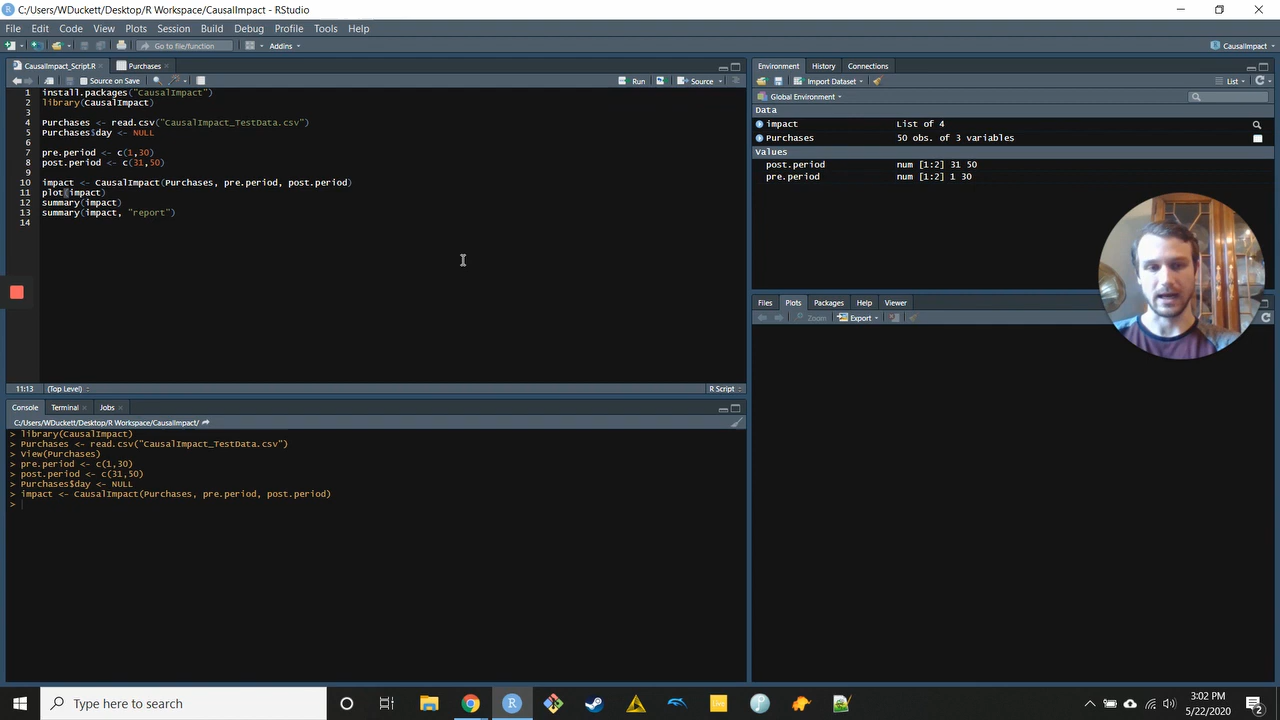 C:/Users/WDuckett/Desktop/R Workspace/CausalImpact - RStudio
File Edit Code View Plots Session Build Debug Profile Tools Help
Go to file/function Addins CausalImpact
CausalImpact_Script.R Purchases
Source on Save Run Source
1 install.packages("CausalImpact")
2 library(CausalImpact)
3
4 Purchases <- read.csv("CausalImpact_TestData.csv")
5 Purchases$day <- NULL
6
7 pre.period <- c(1,30)
8 post.period <- c(31,50)
9
10 impact <- CausalImpact(Purchases, pre.period, post.period)
11 plot(impact)
12 summary(impact)
13 summary(impact, "report")
14
11:13 (Top Level) R Script
Console Terminal Jobs
C:/Users/WDuckett/Desktop/R Workspace/CausalImpact/
> library(CausalImpact)
> Purchases <- read.csv("CausalImpact_TestData.csv")
> View(Purchases)
> pre.period <- c(1,30)
> post.period <- c(31,50)
> Purchases$day <- NULL
> impact <- CausalImpact(Purchases, pre.period, post.period)
>
Environment History Connections
Import Dataset List
Global Environment
Data
impact List of 4
Purchases 50 obs. of 3 variables
Values
post.period num [1:2] 31 50
pre.period num [1:2] 1 30
Files Plots Packages Help Viewer
Zoom Export
Type here to search
Live
3:02 PM
5/22/2020
2